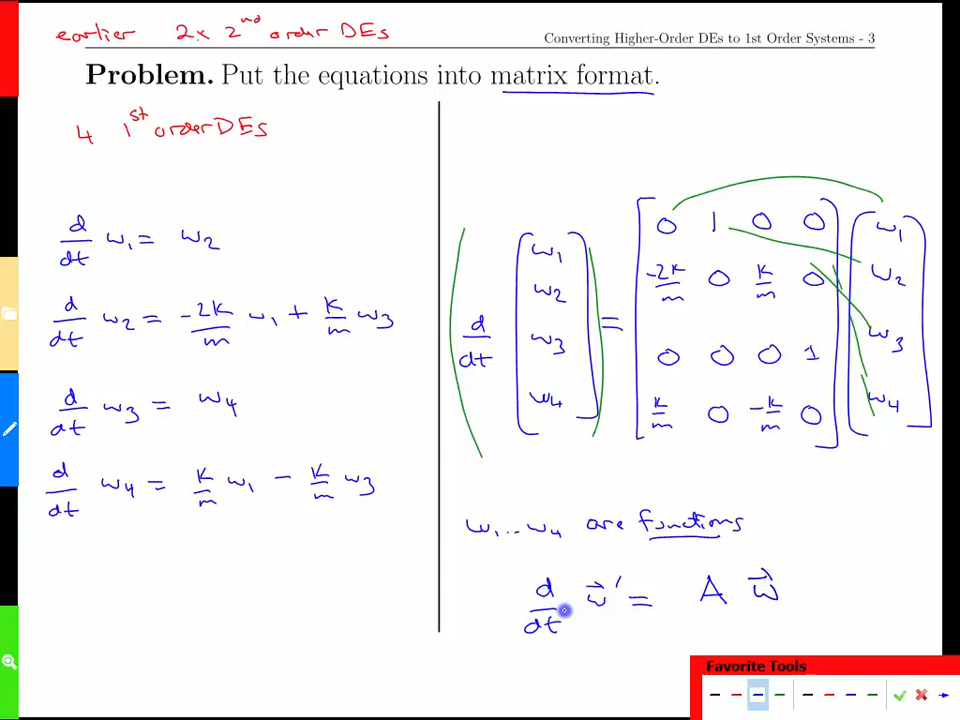 earlier 2x 2nd order DEs
Converting Higher-Order DEs to 1st Order Systems - 3
Problem. Put the equations into matrix format.
4 1st order DEs
d/dt w1 = w2
d/dt w2 = -2k/m w1 + k/m w3
d/dt w3 = w4
d/dt w4 = k/m w1 - k/m w3
d/dt [w1 w2 w3 w4] =
0 1 0 0
-2k/m 0 k/m 0
0 0 0 1
k/m 0 -k/m 0
w1
w2
w3
w4
w1...w4 are functions
d/dt w⃗' = A w⃗
Favorite Tools